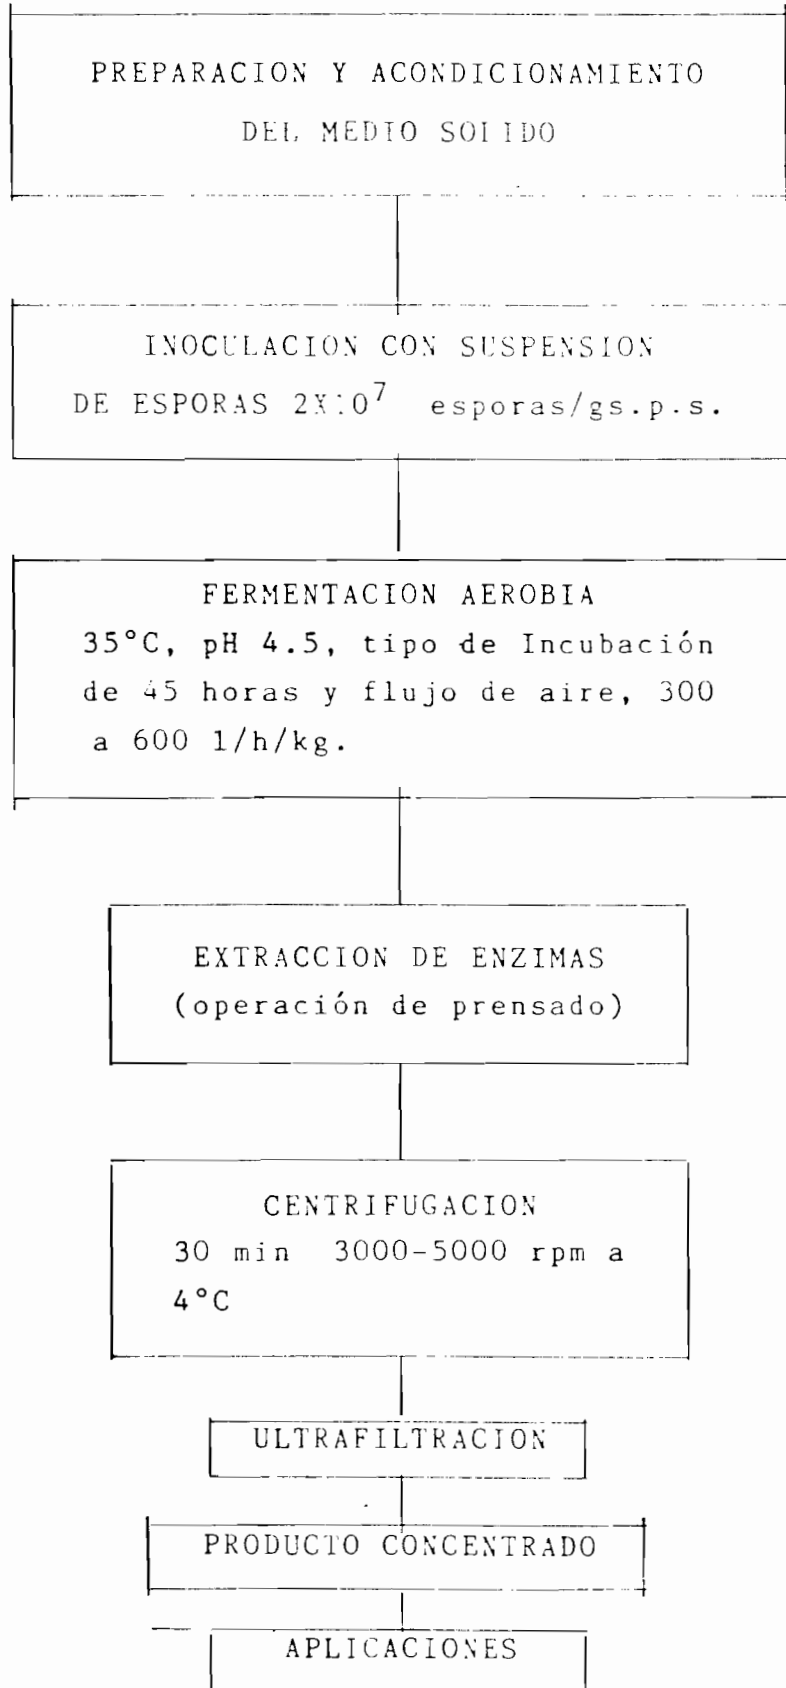 PREPARACION Y ACONDICIONAMIENTO
DEL MEDIO SOLIDO
INOCULACION CON SUSPENSION
DE ESPORAS 2X10⁷ esporas/gs.p.s.
FERMENTACION AEROBIA
35°C, pH 4.5, tipo de Incubación
de 45 horas y flujo de aire, 300
a 600 l/h/kg.
EXTRACCION DE ENZIMAS
(operación de prensado)
CENTRIFUGACION
30 min 3000-5000 rpm a
4°C
ULTRAFILTRACION
PRODUCTO CONCENTRADO
APLICACIONES